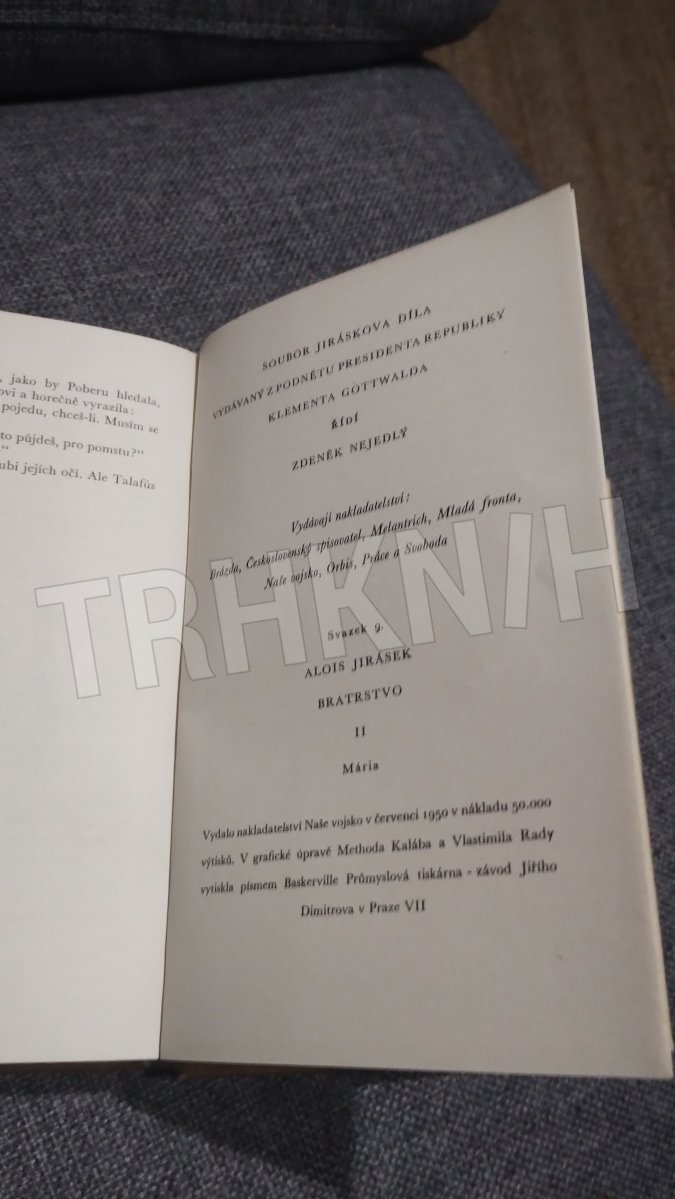 , jako by Poberu hledala,
ovi a horečně vyrazila:
pojedu, chceš-li. Musím se
to půjdeš, pro pomstu?“
“
ubi jejích očí. Ale Talafús
SOUBOR JIRÁSKOVA DÍLA
VYDÁVANÝ Z PODNĚTU PRESIDENTA REPUBLIKY
KLEMENTA GOTTWALDA
ŘÍDÍ
ZDENĚK NEJEDLÝ
Vydávají nakladatelství:
Brázda, Československý spisovatel, Melantrich, Mladá fronta,
Naše vojsko, Orbis, Práce a Svoboda
TRHKNIH
Svazek 9.
ALOIS JIRÁSEK
BRATRSTVO
II
Mária
Vydalo nakladatelství Naše vojsko v červenci 1950 v nákladu 50.000
výtisků. V grafické úpravě Methoda Kalába a Vlastimila Rady
vytiskla písmem Baskerville Průmyslová tiskárna - závod Jiřího
Dimitrova v Praze VII